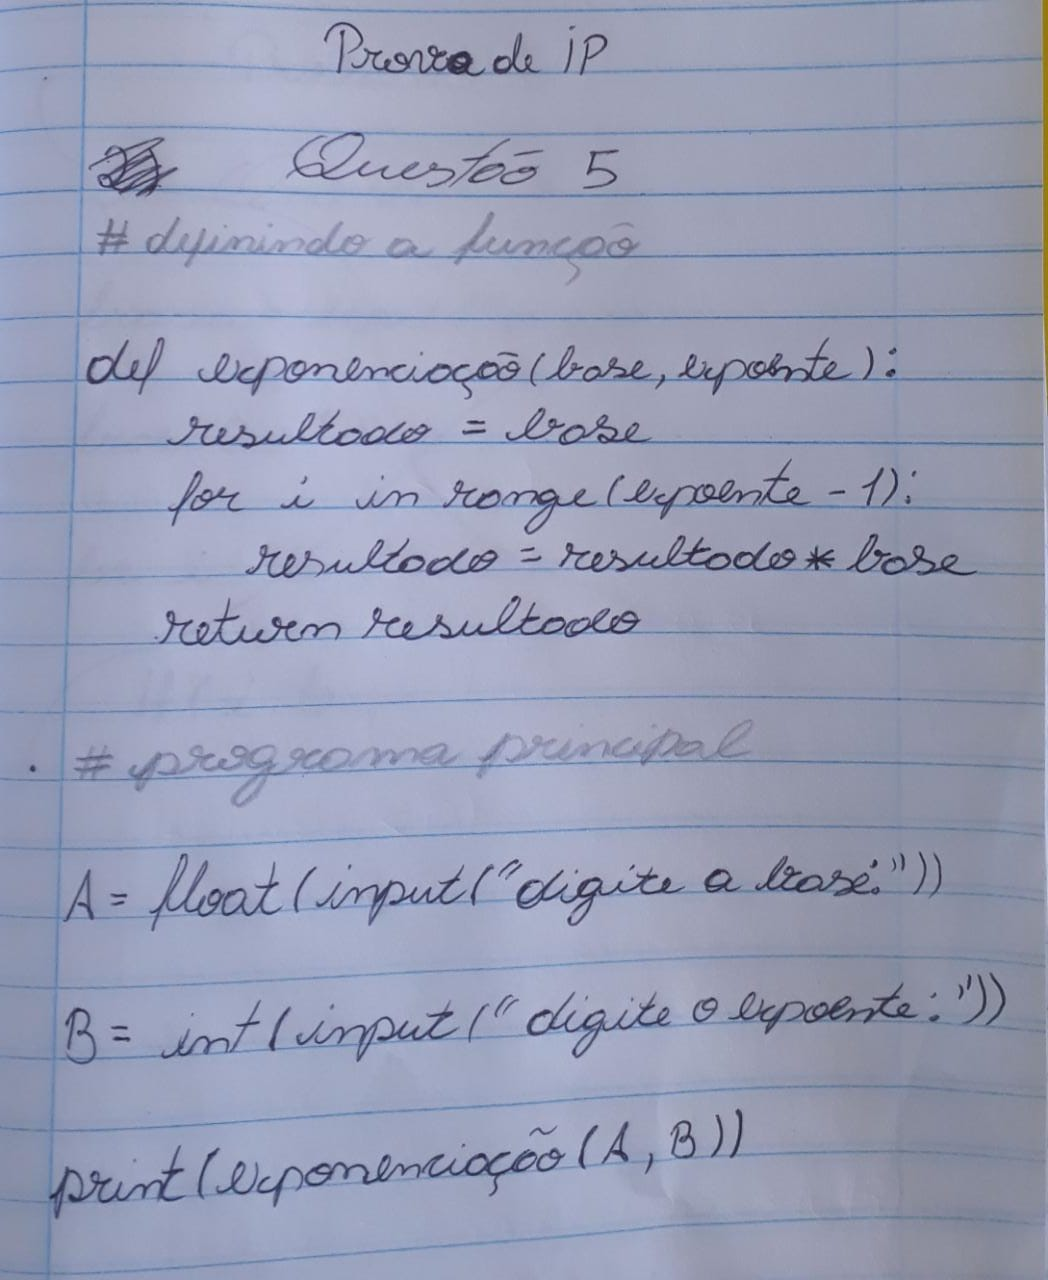 Prova de iP
Questão 5
# definindo a função
def exponenciação(base, expoente):
resultado = base
for i in range(expoente - 1):
resultado = resultado * base
return resultado
# programa principal
A = float(input("digite a base:"))
B = int(input("digite o expoente:"))
print(exponenciação(A, B))